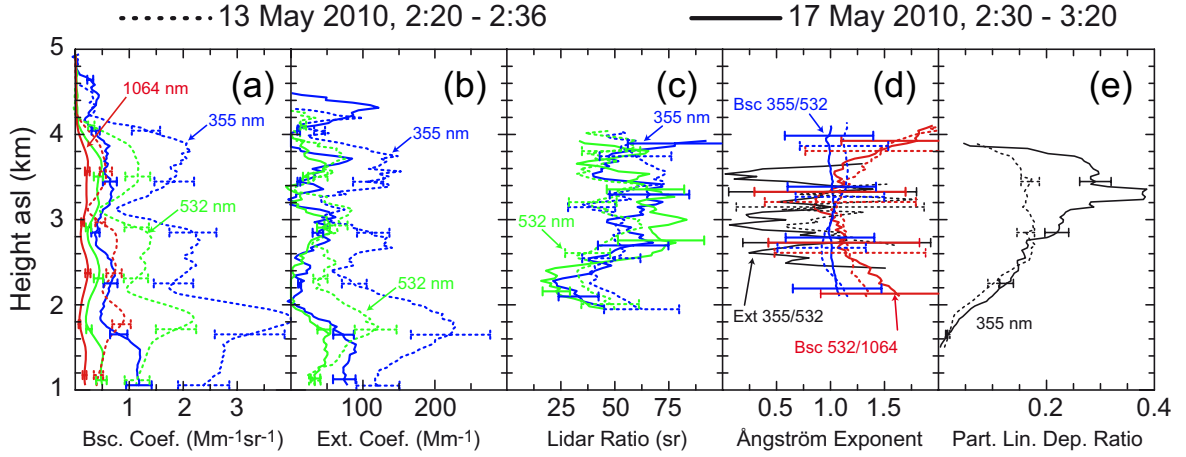 13 May 2010, 2:20 - 2:36 17 May 2010, 2:30 - 3:20
5
4
3
2
1
Height asl (km)
(a)
1064 nm
355 nm
532 nm
1 2 3
Bsc. Coef. (Mm⁻¹sr⁻¹)
(b)
355 nm
532 nm
100 200
Ext. Coef. (Mm⁻¹)
(c)
355 nm
532 nm
25 50 75
Lidar Ratio (sr)
(d)
Bsc 355/532
Ext 355/532
Bsc 532/1064
0.5 1.0 1.5
Ångström Exponent
(e)
355 nm
0.2 0.4
Part. Lin. Dep. Ratio